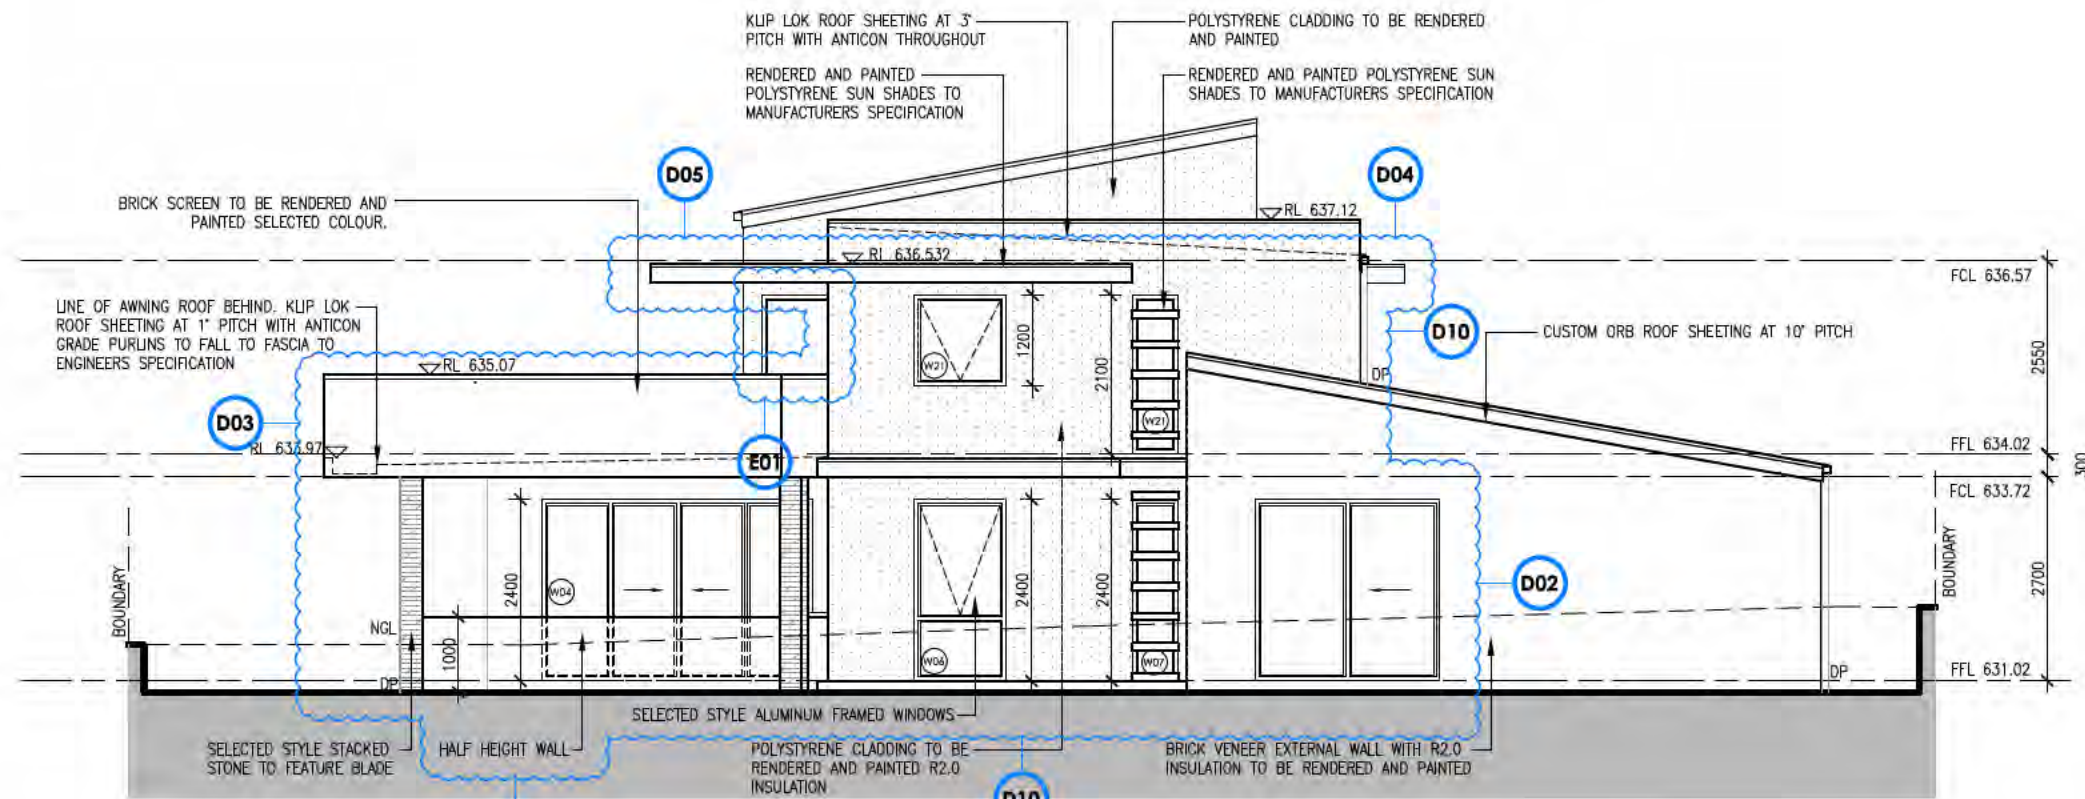 KLIP LOK ROOF SHEETING AT 3°
PITCH WITH ANTICON THROUGHOUT
POLYSTYRENE CLADDING TO BE RENDERED
AND PAINTED
RENDERED AND PAINTED
POLYSTYRENE SUN SHADES TO
MANUFACTURERS SPECIFICATION
RENDERED AND PAINTED POLYSTYRENE SUN
SHADES TO MANUFACTURERS SPECIFICATION
D05
D04
BRICK SCREEN TO BE RENDERED AND
PAINTED SELECTED COLOUR.
RL 637.12
RL 636.532
FCL 636.57
LINE OF AWNING ROOF BEHIND. KLIP LOK
ROOF SHEETING AT 1° PITCH WITH ANTICON
GRADE PURLINS TO FALL TO FASCIA TO
ENGINEERS SPECIFICATION
D10
CUSTOM ORB ROOF SHEETING AT 10° PITCH
1200
2100
2550
W21
RL 635.07
DP
D03
W21
RL 633.97
E01
FFL 634.02
300
FCL 633.72
BOUNDARY
NGL
1000
2400
W04
2400
2400
W06
W07
D02
2700
BOUNDARY
DP
DP
FFL 631.02
SELECTED STYLE ALUMINUM FRAMED WINDOWS
SELECTED STYLE STACKED
STONE TO FEATURE BLADE
HALF HEIGHT WALL
POLYSTYRENE CLADDING TO BE
RENDERED AND PAINTED R2.0
INSULATION
BRICK VENEER EXTERNAL WALL WITH R2.0
INSULATION TO BE RENDERED AND PAINTED
D10